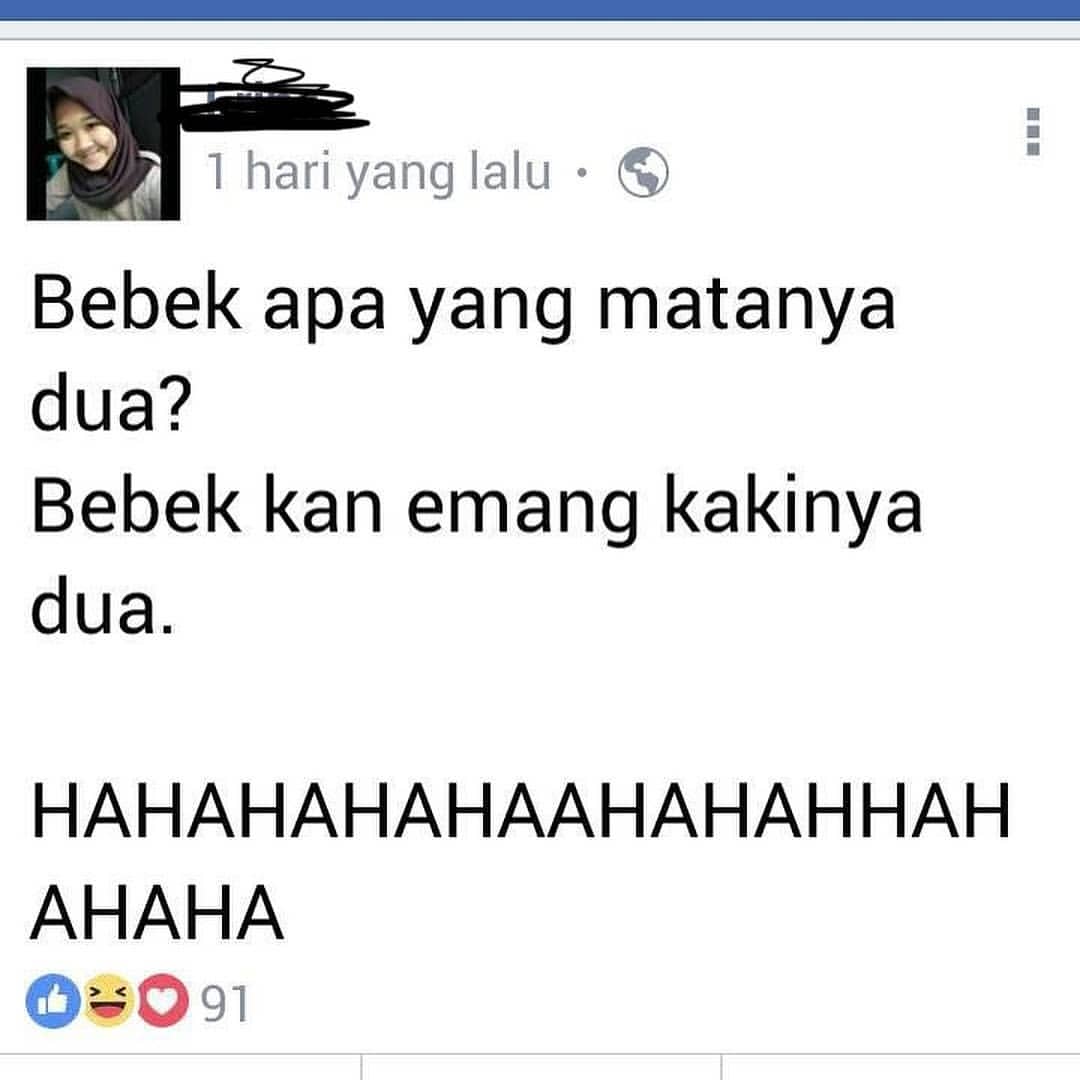 1 hari yang lalu ·
Bebek apa yang matanya
dua?
Bebek kan emang kakinya
dua.
HAHAHAHAHAAHAHAHHAH
AHAHA
91